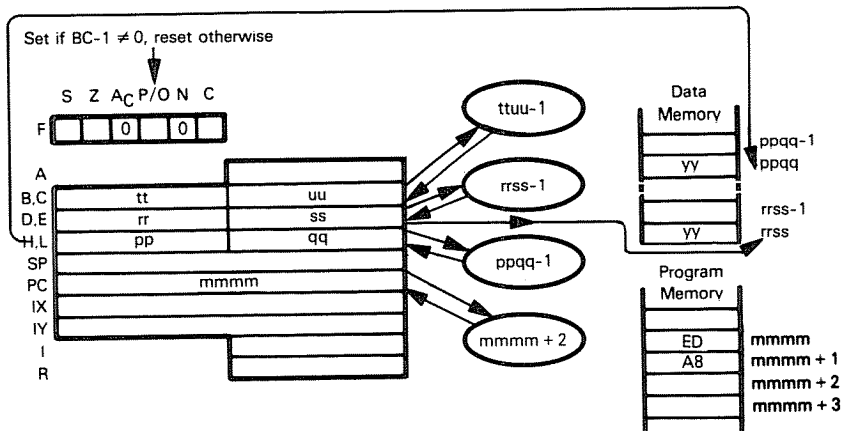 Set if BC-1 ≠ 0, reset otherwise
S Z AC P/O N C
F 0 0
A
B,C tt uu
D,E rr ss
H,L pp qq
SP
PC mmmm
IX
IY
I
R
ttuu-1
rrss-1
ppqq-1
mmmm + 2
Data
Memory
ppqq-1
yy ppqq
rrss-1
yy rrss
Program
Memory
ED mmmm
A8 mmmm + 1
mmmm + 2
mmmm + 3